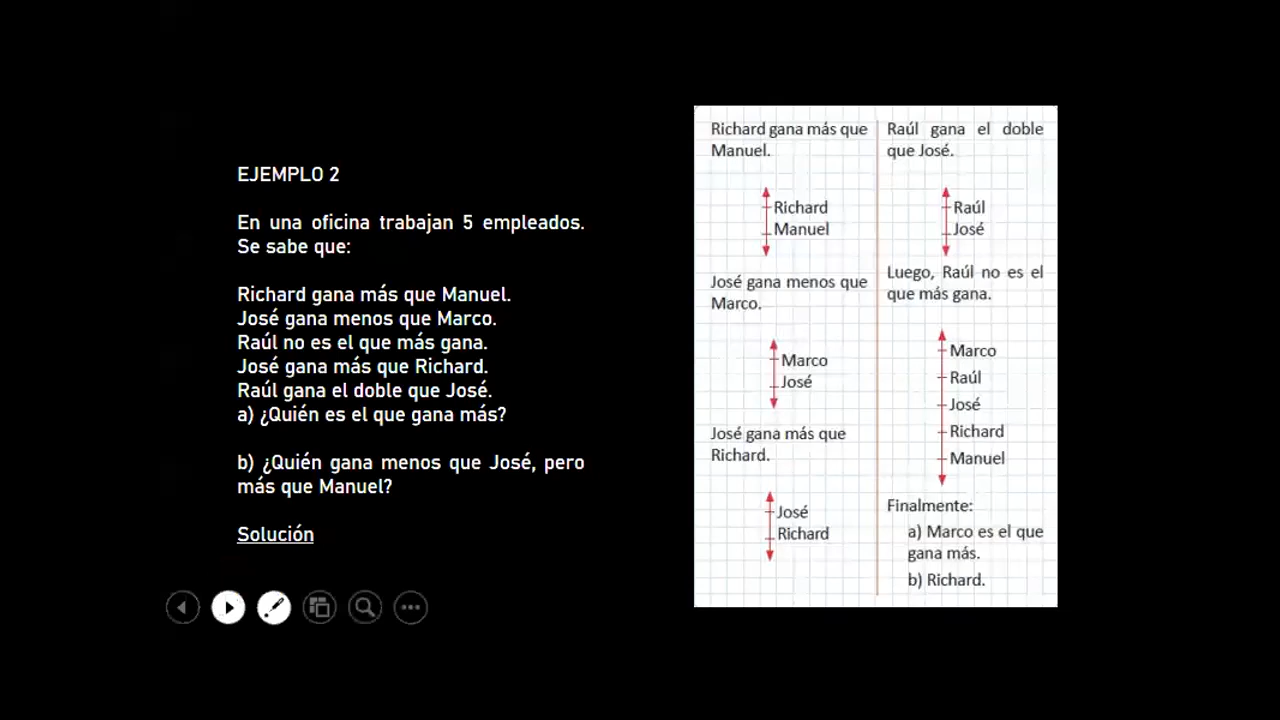 EJEMPLO 2
En una oficina trabajan 5 empleados.
Se sabe que:
Richard gana más que Manuel.
José gana menos que Marco.
Raúl no es el que más gana.
José gana más que Richard.
Raúl gana el doble que José.
a) ¿Quién es el que gana más?
b) ¿Quién gana menos que José, pero
más que Manuel?
Solución
Richard gana más que
Manuel.
Richard
Manuel
José gana menos que
Marco.
Marco
José
José gana más que
Richard.
José
Richard
Raúl gana el doble
que José.
Raúl
José
Luego, Raúl no es el
que más gana.
Marco
Raúl
José
Richard
Manuel
Finalmente:
a) Marco es el que
gana más.
b) Richard.